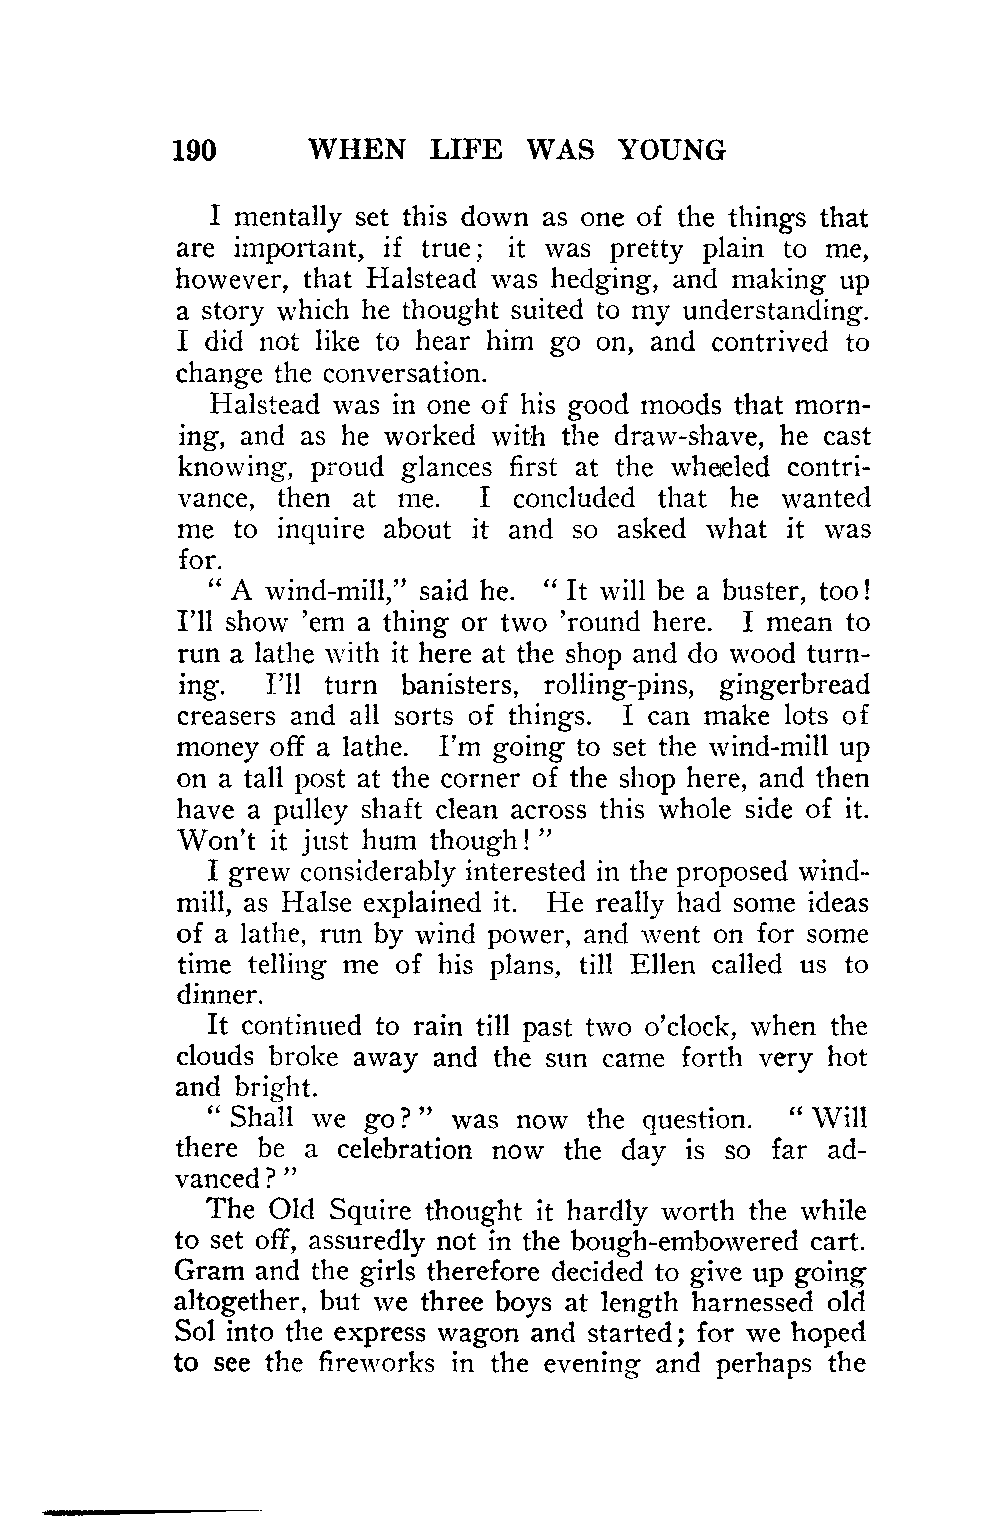 190 WHEN LIFE WAS YOUNG
I mentally set this down as one of the things that
are important, if true; it was pretty plain to me,
however, that Halstead was hedging, and making up
a story which he thought suited to my understanding.
I did not like to hear him go on, and contrived to
change the conversation.
Halstead was in one of his good moods that morn-
ing, and as he worked with the draw-shave, he cast
knowing, proud glances first at the wheeled contri-
vance, then at me. I concluded that he wanted
me to inquire about it and so asked what it was
for.
“ A wind-mill,” said he. “ It will be a buster, too!
I’ll show ’em a thing or two ’round here. I mean to
run a lathe with it here at the shop and do wood turn-
ing. I’ll turn banisters, rolling-pins, gingerbread
creasers and all sorts of things. I can make lots of
money off a lathe. I’m going to set the wind-mill up
on a tall post at the corner of the shop here, and then
have a pulley shaft clean across this whole side of it.
Won’t it just hum though! ”
I grew considerably interested in the proposed wind-
mill, as Halse explained it. He really had some ideas
of a lathe, run by wind power, and went on for some
time telling me of his plans, till Ellen called us to
dinner.
It continued to rain till past two o’clock, when the
clouds broke away and the sun came forth very hot
and bright.
“ Shall we go? ” was now the question. “ Will
there be a celebration now the day is so far ad-
vanced? ”
The Old Squire thought it hardly worth the while
to set off, assuredly not in the bough-embowered cart.
Gram and the girls therefore decided to give up going
altogether, but we three boys at length harnessed old
Sol into the express wagon and started; for we hoped
to see the fireworks in the evening and perhaps the